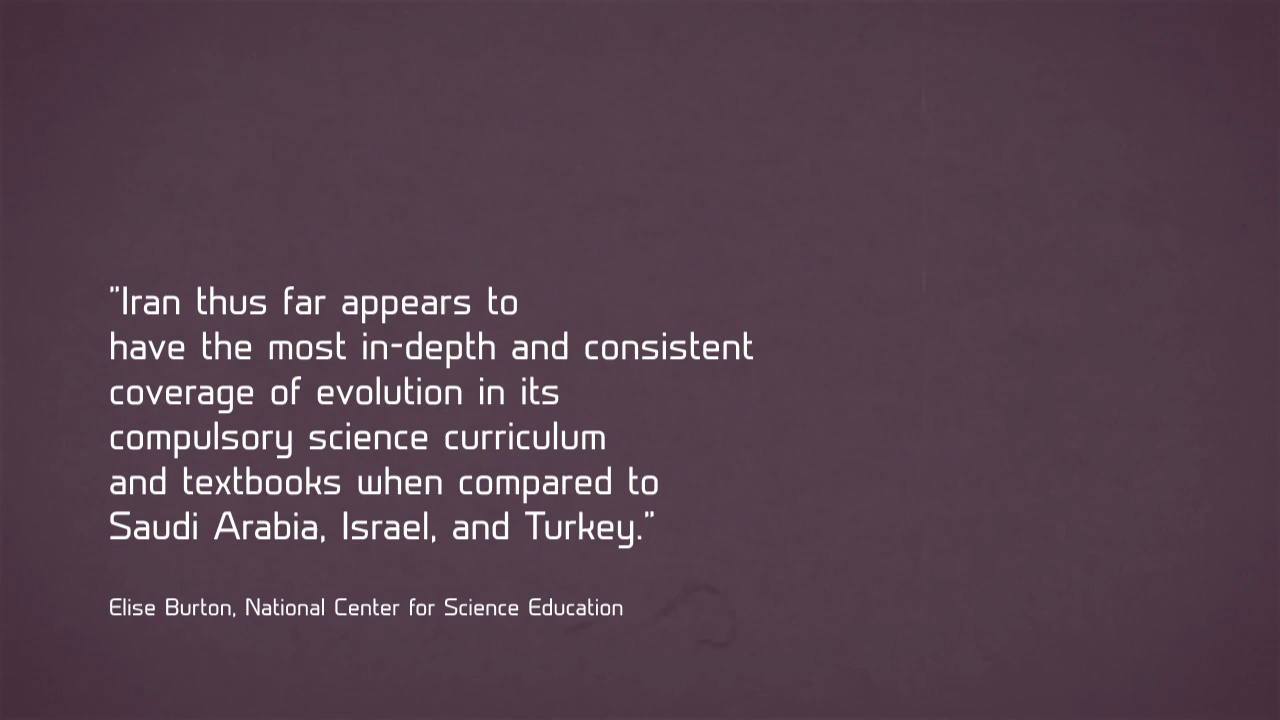 "Iran thus far appears to
have the most in-depth and consistent
coverage of evolution in its
compulsory science curriculum
and textbooks when compared to
Saudi Arabia, Israel, and Turkey."
Elise Burton, National Center for Science Education